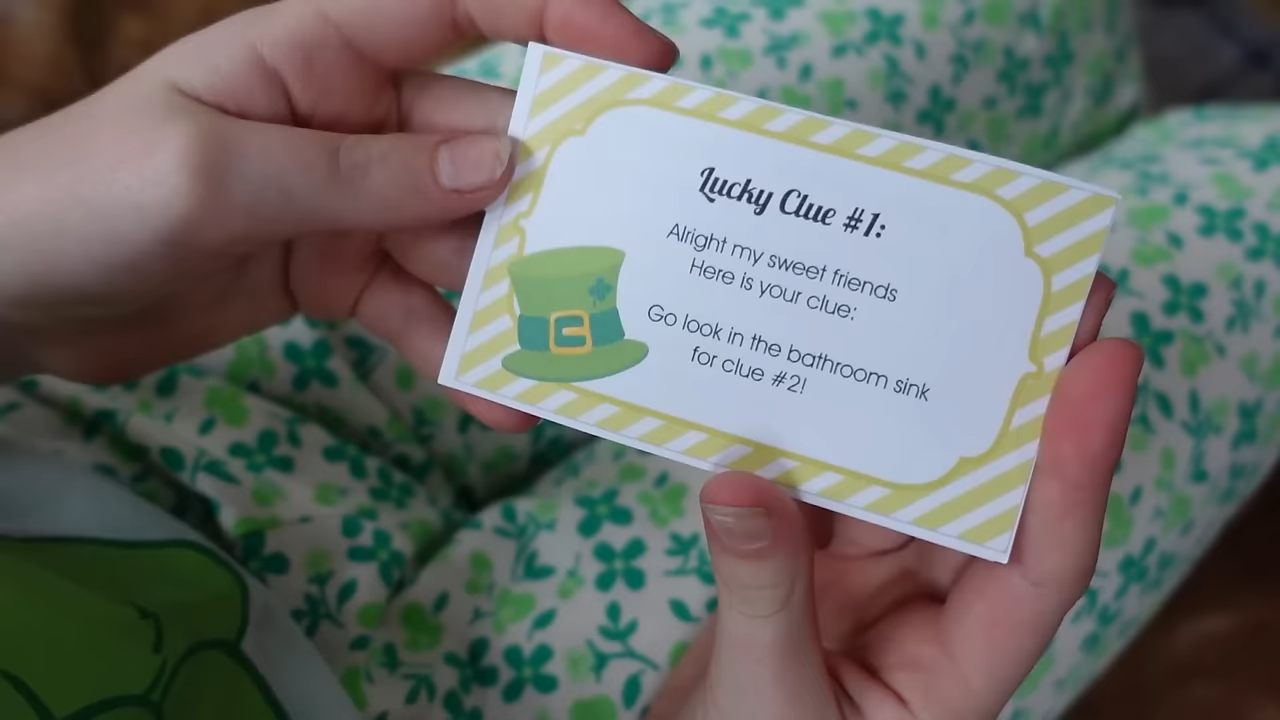 Lucky Clue #1:
Alright my sweet friends
Here is your clue:
Go look in the bathroom sink
for clue #2!